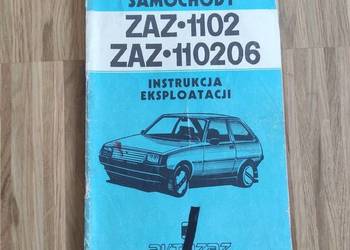 SAMOCHODY
ZAZ-1102
ZAZ-110206
INSTRUKCJA
EKSPLOATACJI